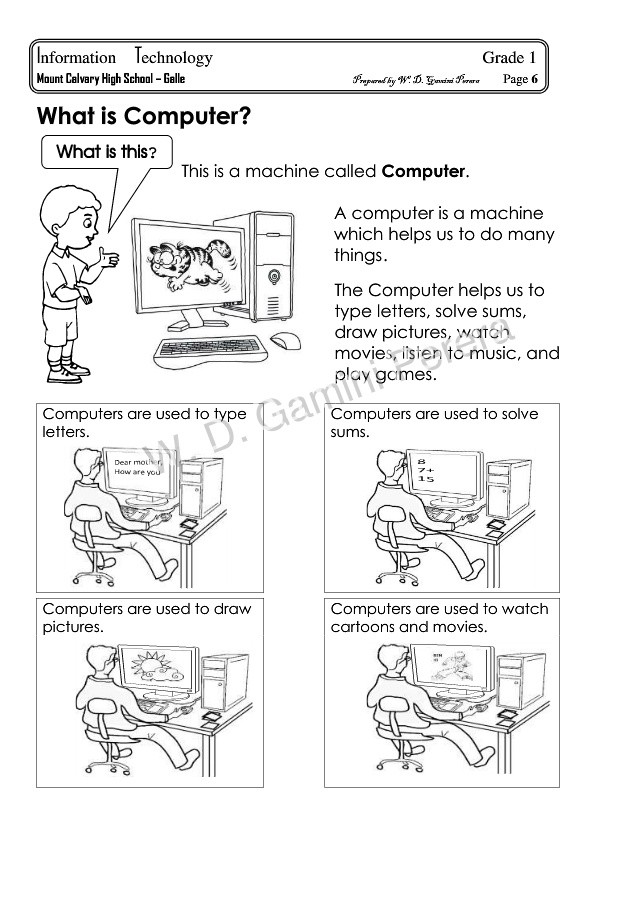 Information Technology Grade 1
Mount Calvary High School – Galle Prepared by W. D. Gamini Perera Page 6
What is Computer?
What is this?
This is a machine called Computer.
A computer is a machine
which helps us to do many
things.
The Computer helps us to
type letters, solve sums,
draw pictures, watch
movies, listen to music, and
play games.
W. D. Gamini Perera
Computers are used to type
letters.
Dear mother,
How are you
Computers are used to solve
sums.
8
7+
15
Computers are used to draw
pictures.
Computers are used to watch
cartoons and movies.